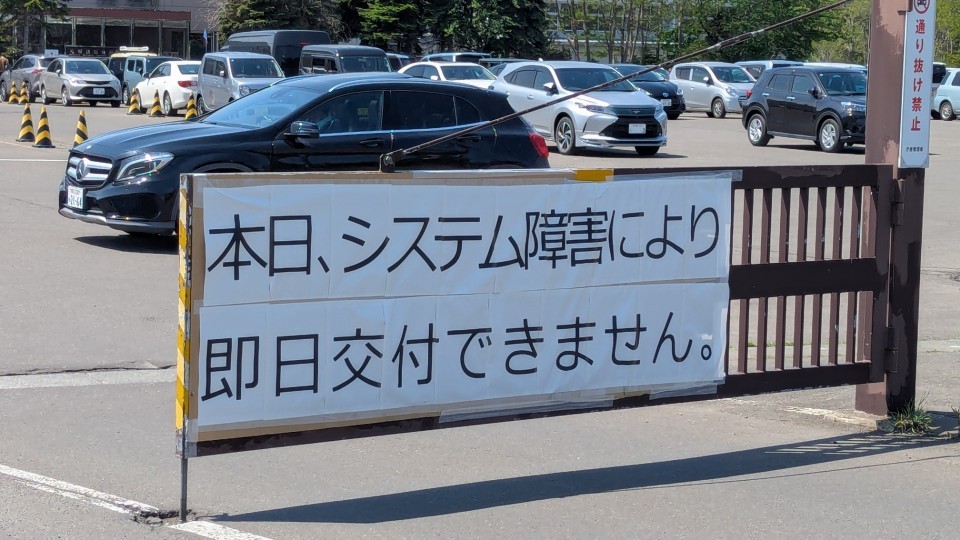 本日、システム障害により
即日交付できません。
通り抜け禁止